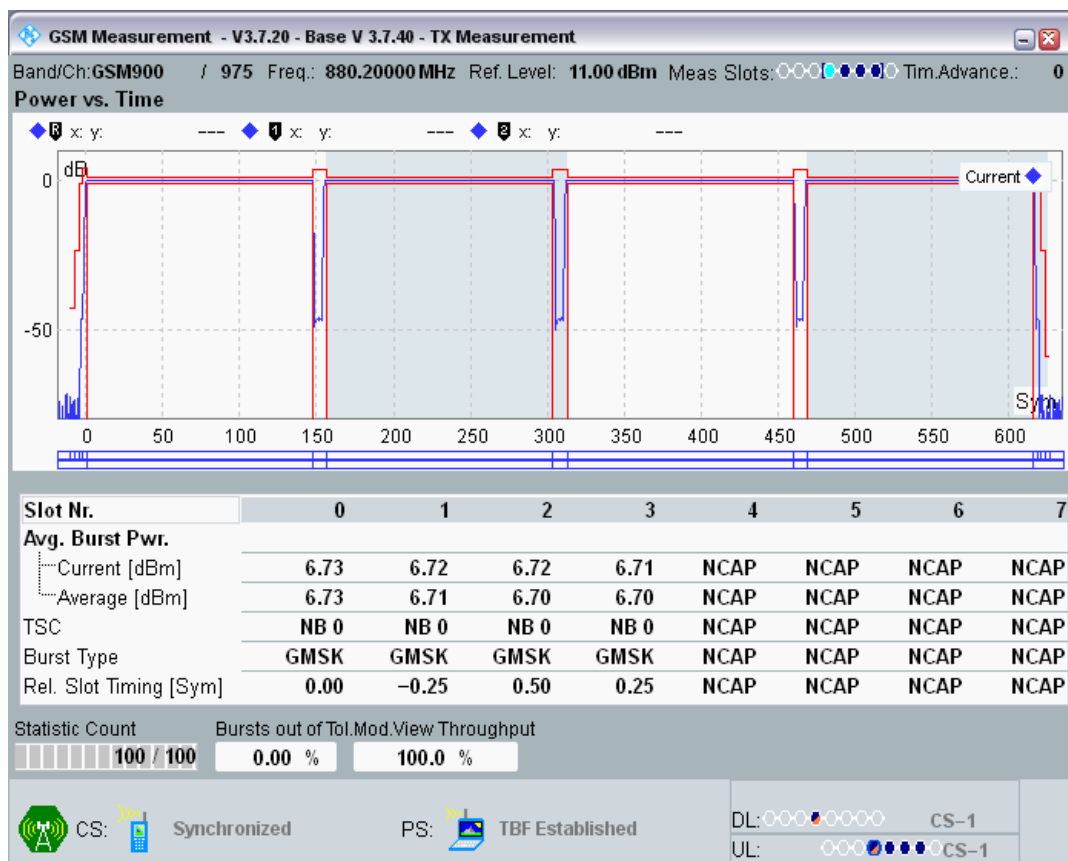 GSM Measurement - V3.7.20 - Base V 3.7.40 - TX Measurement
Band/Ch:GSM900 / 975 Freq.: 880.20000 MHz Ref. Level: 11.00 dBm Meas Slots: Tim.Advance.: 0
Power vs. Time
R x: y: --- 1 x: y: --- 2 x: y: ---
dB
Current
0
-50
Sym
0 50 100 150 200 250 300 350 400 450 500 550 600
Slot Nr. 0 1 2 3 4 5 6 7
Avg. Burst Pwr.
Current [dBm] 6.73 6.72 6.72 6.71 NCAP NCAP NCAP NCAP
Average [dBm] 6.73 6.71 6.70 6.70 NCAP NCAP NCAP NCAP
TSC NB 0 NB 0 NB 0 NB 0 NCAP NCAP NCAP NCAP
Burst Type GMSK GMSK GMSK GMSK NCAP NCAP NCAP NCAP
Rel. Slot Timing [Sym] 0.00 −0.25 0.50 0.25 NCAP NCAP NCAP NCAP
Statistic Count Bursts out of Tol.Mod.View Throughput
100 / 100 0.00 % 100.0 %
CS: Synchronized PS: TBF Established
DL: CS−1
UL: CS−1